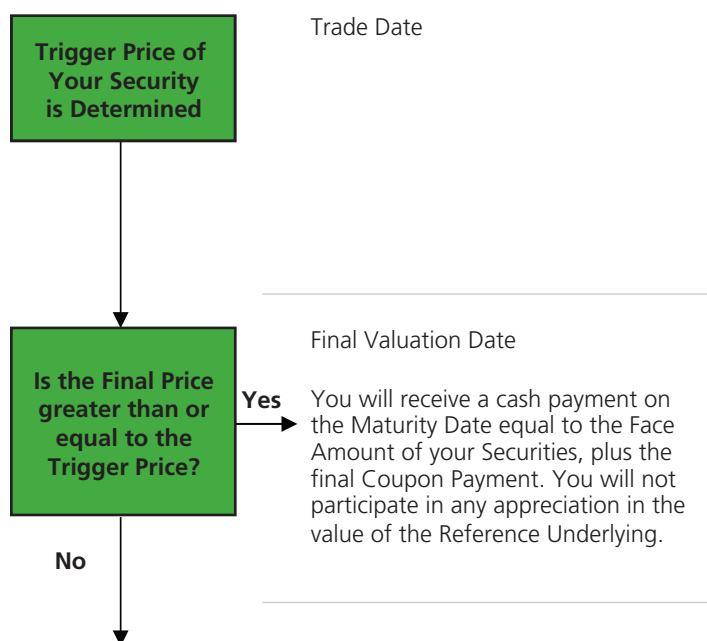 Trigger Price of
Your Security
is Determined
Trade Date
Is the Final Price
greater than or
equal to the
Trigger Price?
Yes
Final Valuation Date
You will receive a cash payment on
the Maturity Date equal to the Face
Amount of your Securities, plus the
final Coupon Payment. You will not
participate in any appreciation in the
value of the Reference Underlying.
No